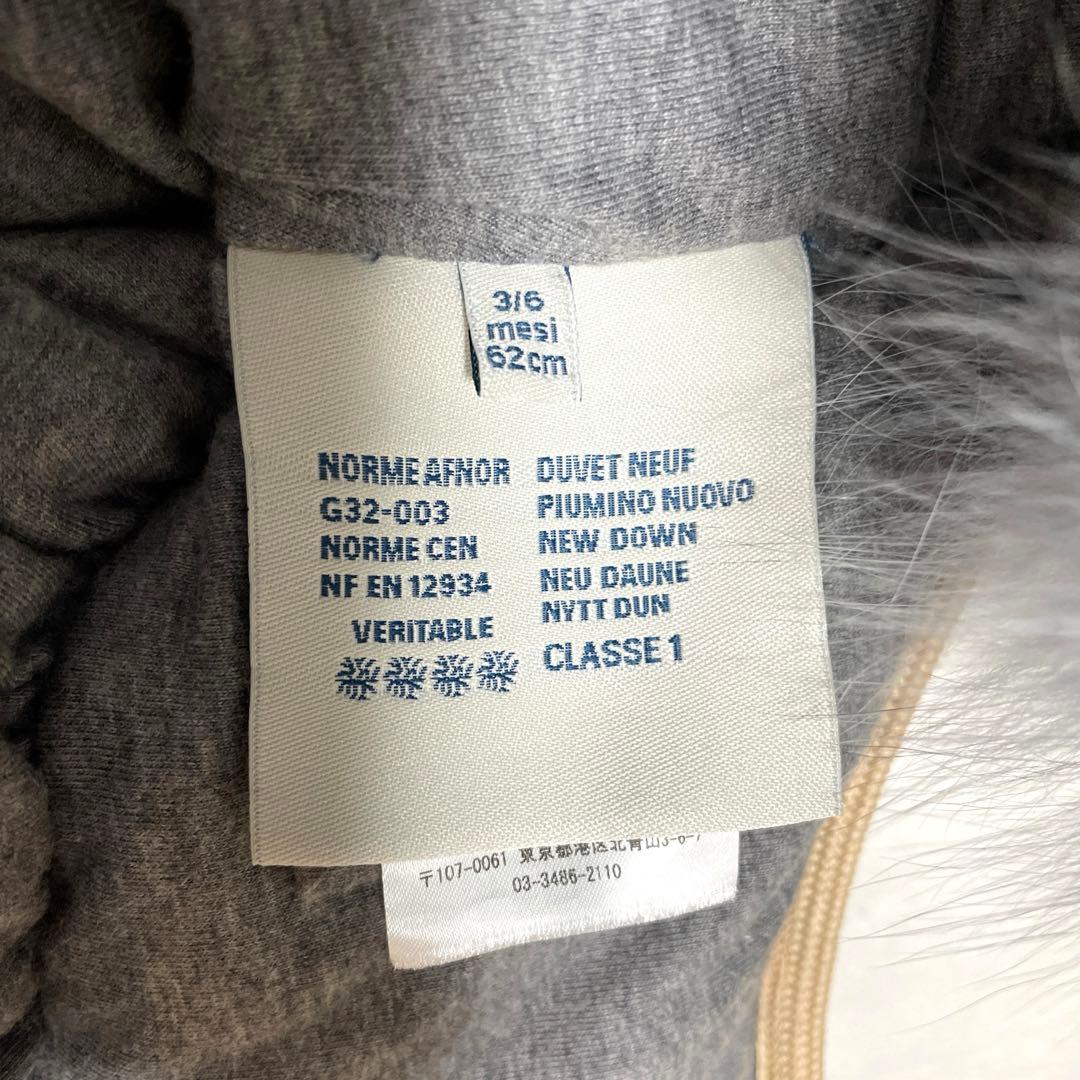 3/6
mesi
62cm
NORME AFNOR
G32-003
NORME CEN
NF EN 12934
VERITABLE
DUVET NEUF
PIUMINO NUOVO
NEW DOWN
NEU DAUNE
NYTT DUN
CLASSE 1
〒107-0061 東京都港区北青山3-6-7
03-3486-2110